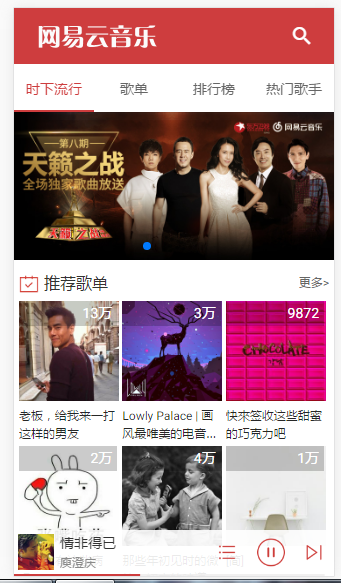 网易云音乐
时下流行 歌单 排行榜 热门歌手
网易云音乐
第八期
天籁之战
全场独家歌曲放送
天籁之战
推荐歌单 更多>
13万 3万 9872
CHOCOLATE
老板，给我来一打这样的男友
Lowly Palace | 画风最唯美的电音...
快来签收这些甜蜜的巧克力吧
2万 4万 1万
情非得已
庾澄庆